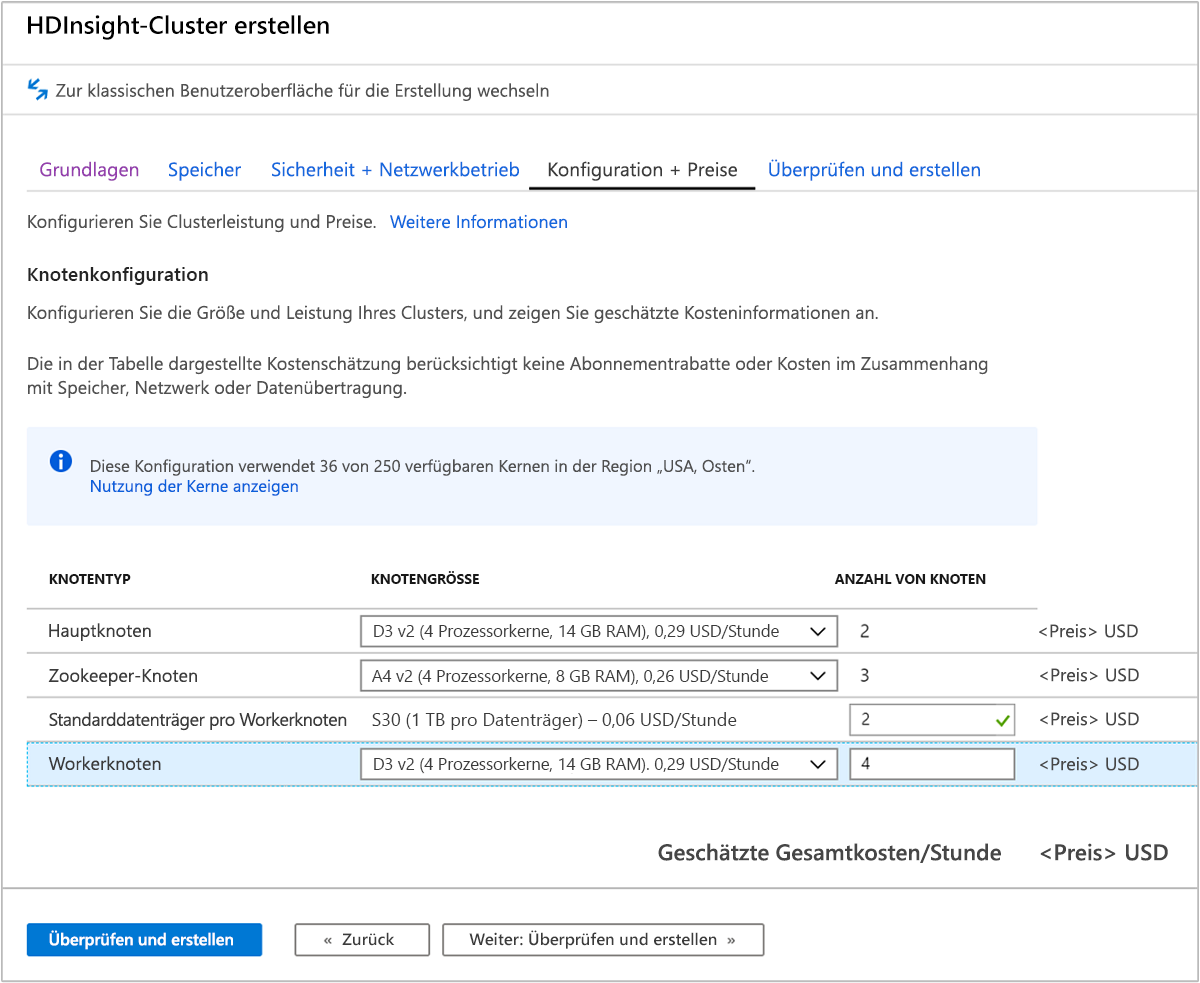 HDInsight-Cluster erstellen
Zur klassischen Benutzeroberfläche für die Erstellung wechseln
Grundlagen Speicher Sicherheit + Netzwerkbetrieb Konfiguration + Preise Überprüfen und erstellen
Konfigurieren Sie Clusterleistung und Preise. Weitere Informationen
Knotenkonfiguration
Konfigurieren Sie die Größe und Leistung Ihres Clusters, und zeigen Sie geschätzte Kosteninformationen an.
Die in der Tabelle dargestellte Kostenschätzung berücksichtigt keine Abonnementrabatte oder Kosten im Zusammenhang
mit Speicher, Netzwerk oder Datenübertragung.
Diese Konfiguration verwendet 36 von 250 verfügbaren Kernen in der Region „USA, Osten“.
Nutzung der Kerne anzeigen
KNOTENTYP KNOTENGRÖSSE ANZAHL VON KNOTEN
Hauptknoten D3 v2 (4 Prozessorkerne, 14 GB RAM), 0,29 USD/Stunde 2 <Preis> USD
Zookeeper-Knoten A4 v2 (4 Prozessorkerne, 8 GB RAM), 0,26 USD/Stunde 3 <Preis> USD
Standarddatenträger pro Workerknoten S30 (1 TB pro Datenträger) – 0,06 USD/Stunde 2 <Preis> USD
Workerknoten D3 v2 (4 Prozessorkerne, 14 GB RAM). 0,29 USD/Stunde 4 <Preis> USD
Geschätzte Gesamtkosten/Stunde <Preis> USD
Überprüfen und erstellen « Zurück Weiter: Überprüfen und erstellen »